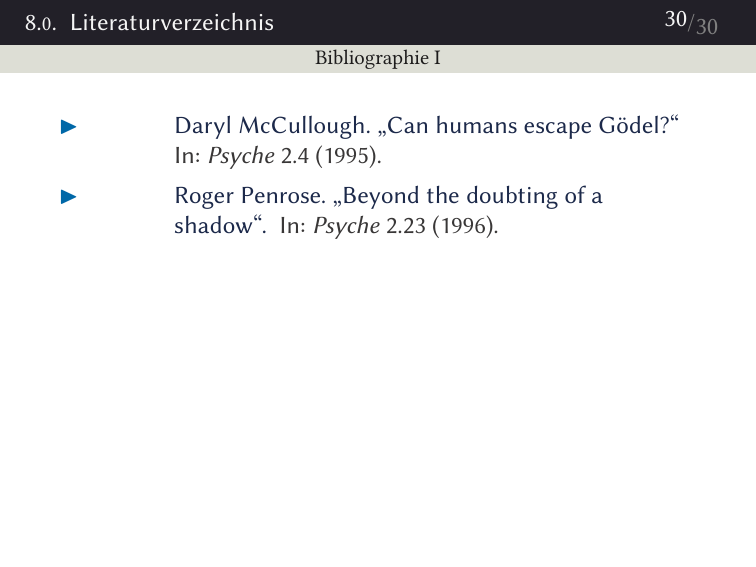 8.0. Literaturverzeichnis 30/30
Bibliographie I
▶ Daryl McCullough. „Can humans escape Gödel?“
In: Psyche 2.4 (1995).
▶ Roger Penrose. „Beyond the doubting of a
shadow“. In: Psyche 2.23 (1996).